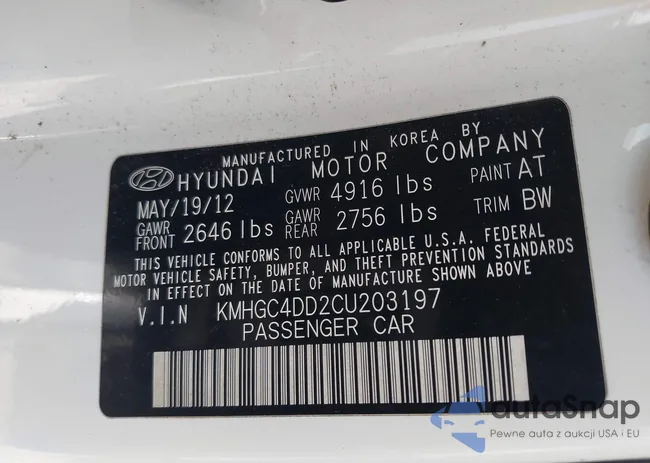 MANUFACTURED IN KOREA BY
HYUNDAI MOTOR COMPANY
MAY/19/12 GVWR 4916 lbs PAINT AT
GAWR FRONT 2646 lbs GAWR REAR 2756 lbs TRIM BW
THIS VEHICLE CONFORMS TO ALL APPLICABLE U.S.A. FEDERAL
MOTOR VEHICLE SAFETY, BUMPER, AND THEFT PREVENTION STANDARDS
IN EFFECT ON THE DATE OF MANUFACTURE SHOWN ABOVE
V.I.N KMHGC4DD2CU203197
PASSENGER CAR
autoSnap
Pewne auta z aukcji USA i EU